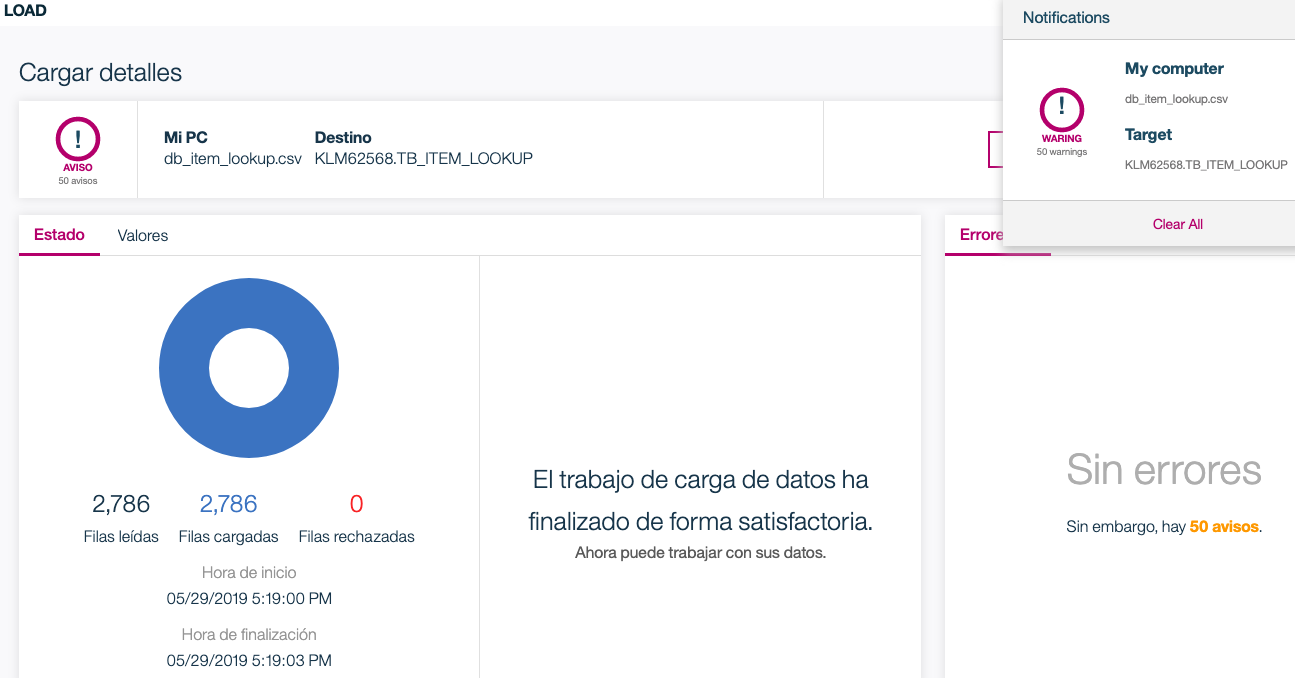 LOAD
Notifications
My computer
db_item_lookup.csv
!
WARING
50 warnings
Target
KLM62568.TB_ITEM_LOOKUP
Clear All
Cargar detalles
!
AVISO
50 avisos
Mi PC
db_item_lookup.csv
Destino
KLM62568.TB_ITEM_LOOKUP
Estado
Valores
2,786
Filas leídas
2,786
Filas cargadas
0
Filas rechazadas
Hora de inicio
05/29/2019 5:19:00 PM
Hora de finalización
05/29/2019 5:19:03 PM
El trabajo de carga de datos ha
finalizado de forma satisfactoria.
Ahora puede trabajar con sus datos.
Errore
Sin errores
Sin embargo, hay 50 avisos.